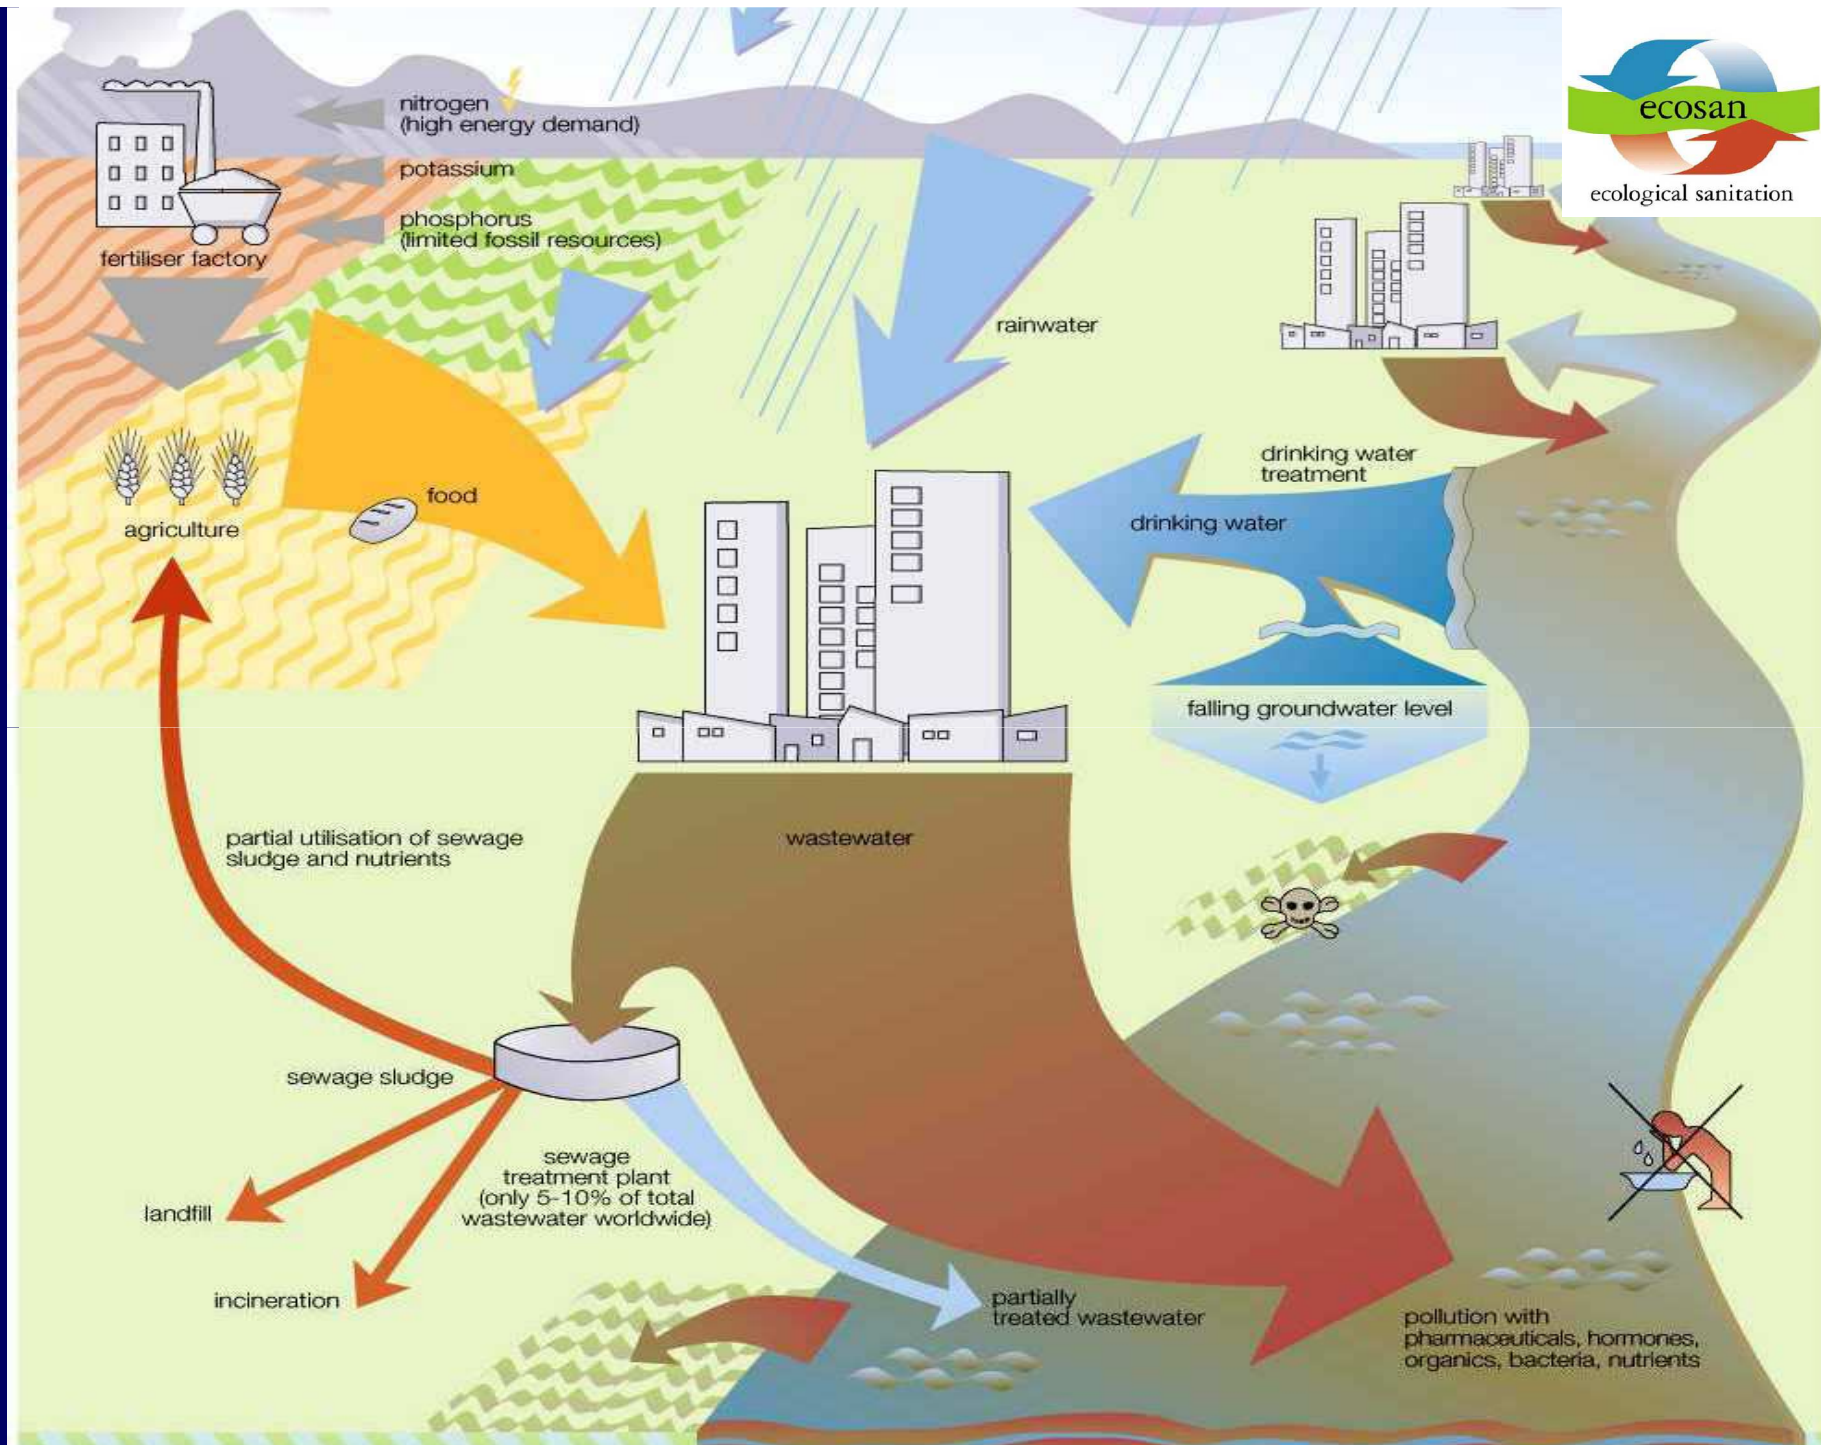 ecosan
ecological sanitation
nitrogen
(high energy demand)
potassium
phosphorus
(limited fossil resources)
fertiliser factory
rainwater
drinking water
treatment
drinking water
food
agriculture
falling groundwater level
partial utilisation of sewage
sludge and nutrients
wastewater
sewage sludge
sewage
treatment plant
(only 5-10% of total
wastewater worldwide)
landfill
incineration
partially
treated wastewater
pollution with
pharmaceuticals, hormones,
organics, bacteria, nutrients